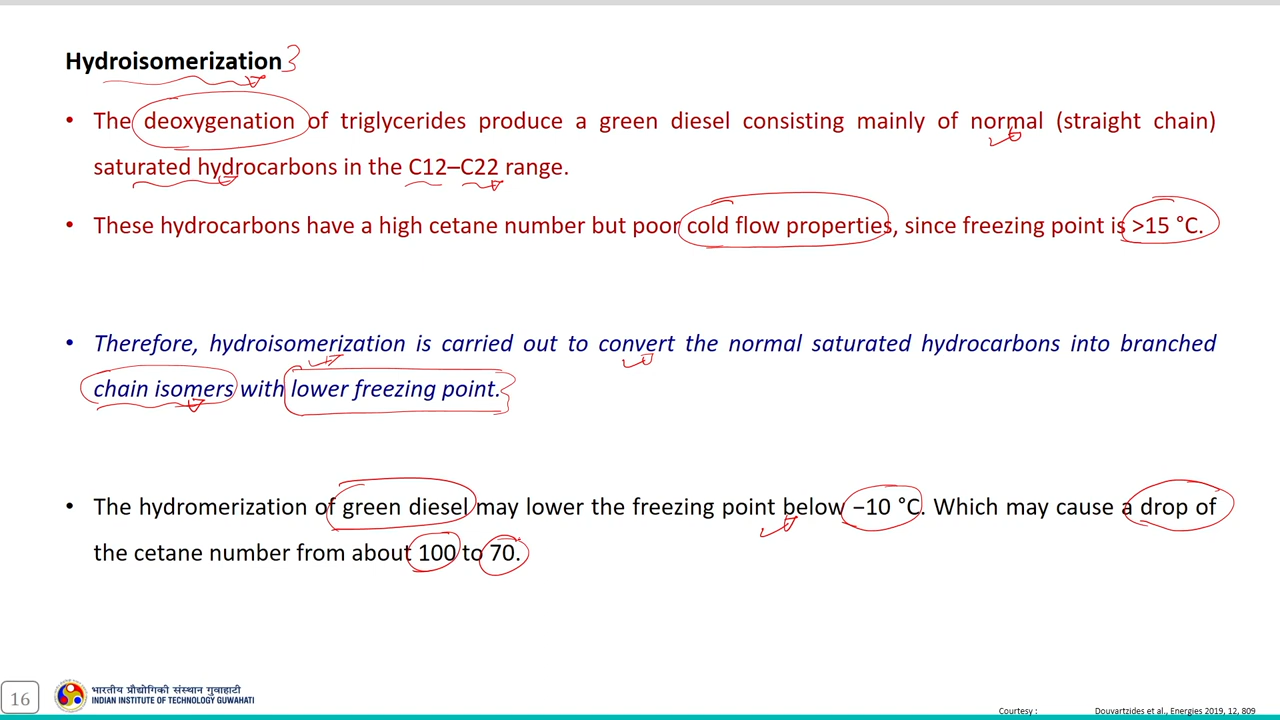 Hydroisomerization
• The deoxygenation of triglycerides produce a green diesel consisting mainly of normal (straight chain)
saturated hydrocarbons in the C12–C22 range.
• These hydrocarbons have a high cetane number but poor cold flow properties, since freezing point is >15 °C.
• Therefore, hydroisomerization is carried out to convert the normal saturated hydrocarbons into branched
chain isomers with lower freezing point.
• The hydromerization of green diesel may lower the freezing point below −10 °C. Which may cause a drop of
the cetane number from about 100 to 70.
16
भारतीय प्रौद्योगिकी संस्थान गुवाहाटी
INDIAN INSTITUTE OF TECHNOLOGY GUWAHATI
Courtesy : Douvartzides et al., Energies 2019, 12, 809